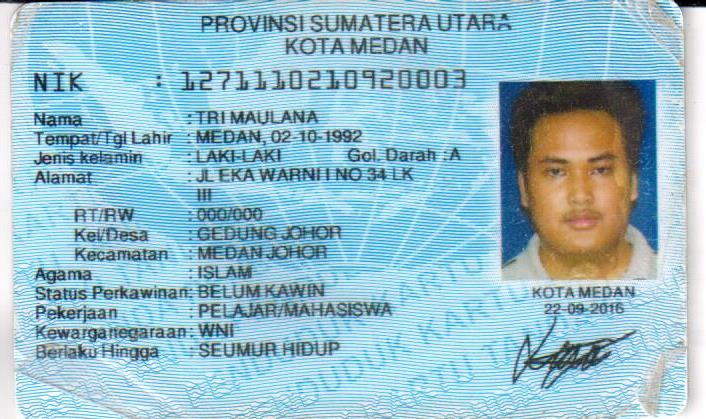 PROVINSI SUMATERA UTARA
KOTA MEDAN
NIK : 1271110210920003
Nama : TRI MAULANA
Tempat/Tgl Lahir : MEDAN, 02-10-1992
Jenis kelamin : LAKI-LAKI Gol. Darah : A
Alamat : JL EKA WARNI I NO 34 LK
III
RT/RW : 000/000
Kel/Desa : GEDUNG JOHOR
Kecamatan : MEDAN JOHOR
Agama : ISLAM
Status Perkawinan: BELUM KAWIN
Pekerjaan : PELAJAR/MAHASISWA
Kewarganegaraan: WNI
Berlaku Hingga : SEUMUR HIDUP
KOTA MEDAN
22-09-2016